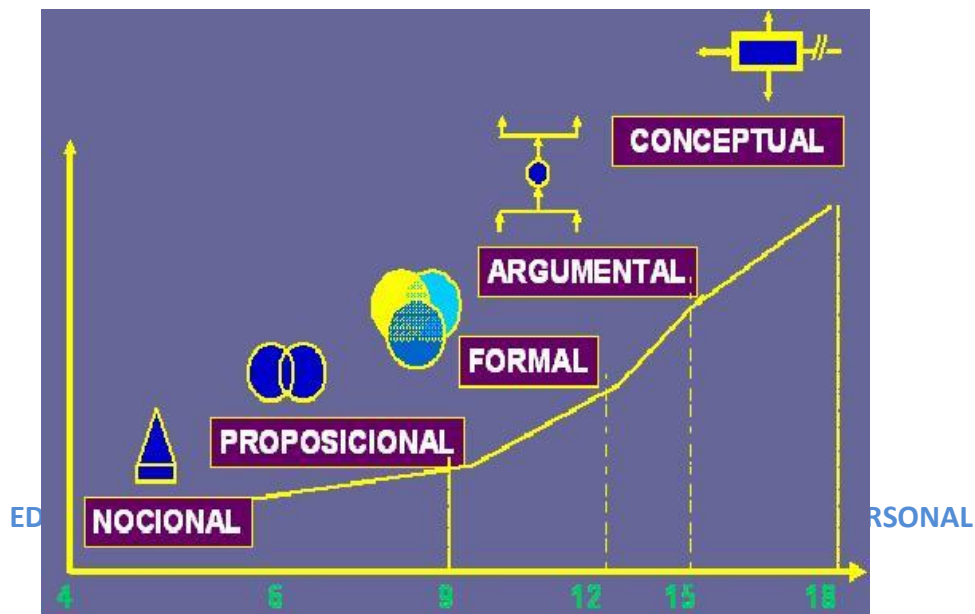 CONCEPTUAL
ARGUMENTAL
FORMAL
PROPOSICIONAL
NOCIONAL
4 6 9 12 15 18